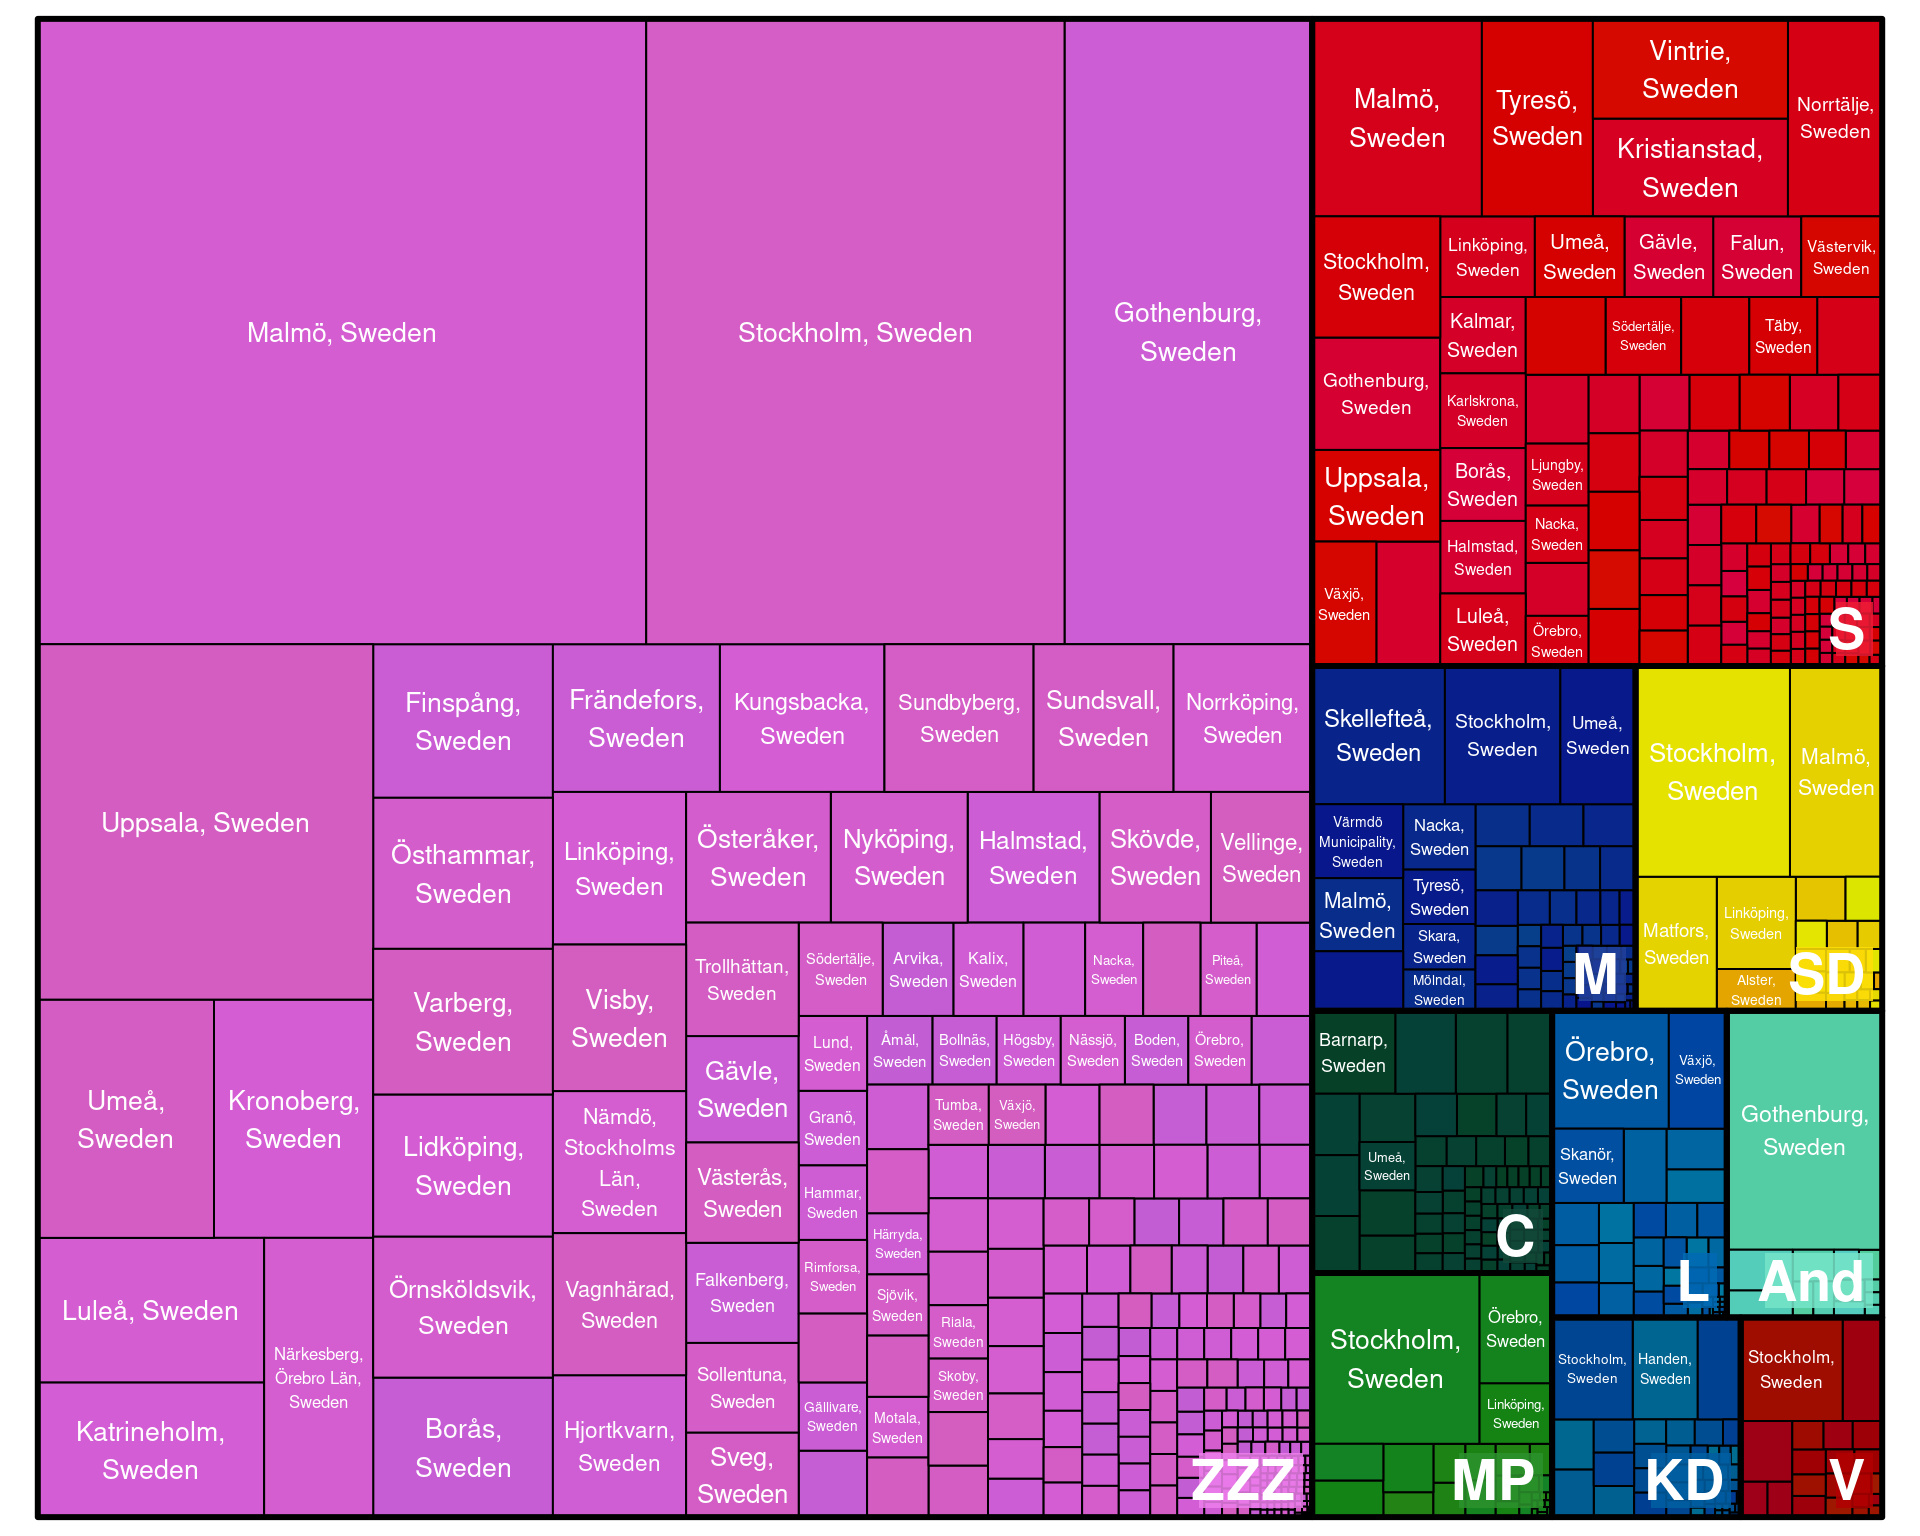 Malmö, Sweden
Stockholm, Sweden
Gothenburg,
Sweden
Uppsala, Sweden
Umeå,
Sweden
Kronoberg,
Sweden
Luleå, Sweden
Katrineholm,
Sweden
Närkesberg,
Örebro Län,
Sweden
Finspång,
Sweden
Östhammar,
Sweden
Varberg,
Sweden
Lidköping,
Sweden
Örnsköldsvik,
Sweden
Borås,
Sweden
Frändefors,
Sweden
Kungsbacka,
Sweden
Sundbyberg,
Sweden
Sundsvall,
Sweden
Norrköping,
Sweden
Linköping,
Sweden
Visby,
Sweden
Nämdö,
Stockholms
Län,
Sweden
Vagnhärad,
Sweden
Hjortkvarn,
Sweden
Österåker,
Sweden
Nyköping,
Sweden
Halmstad,
Sweden
Skövde,
Sweden
Vellinge,
Sweden
Trollhättan,
Sweden
Gävle,
Sweden
Västerås,
Sweden
Falkenberg,
Sweden
Sollentuna,
Sweden
Sveg,
Sweden
Södertälje,
Sweden
Arvika,
Sweden
Kalix,
Sweden
Nacka,
Sweden
Piteå,
Sweden
Lund,
Sweden
Granö,
Sweden
Hammar,
Sweden
Rimforsa,
Sweden
Gällivare,
Sweden
Åmål,
Sweden
Bollnäs,
Sweden
Högsby,
Sweden
Nässjö,
Sweden
Boden,
Sweden
Örebro,
Sweden
Härryda,
Sweden
Sjövik,
Sweden
Motala,
Sweden
Tumba,
Sweden
Växjö,
Sweden
Riala,
Sweden
Skoby,
Sweden
ZZZ
Malmö,
Sweden
Tyresö,
Sweden
Vintrie,
Sweden
Kristianstad,
Sweden
Norrtälje,
Sweden
Stockholm,
Sweden
Gothenburg,
Sweden
Uppsala,
Sweden
Växjö,
Sweden
Linköping,
Sweden
Umeå,
Sweden
Gävle,
Sweden
Falun,
Sweden
Västervik,
Sweden
Kalmar,
Sweden
Karlskrona,
Sweden
Borås,
Sweden
Halmstad,
Sweden
Luleå,
Sweden
Södertälje,
Sweden
Täby,
Sweden
Ljungby,
Sweden
Nacka,
Sweden
Örebro,
Sweden
S
Skellefteå,
Sweden
Stockholm,
Sweden
Umeå,
Sweden
Värmdö
Municipality,
Sweden
Malmö,
Sweden
Nacka,
Sweden
Tyresö,
Sweden
Skara,
Sweden
Mölndal,
Sweden
M
Stockholm,
Sweden
Malmö,
Sweden
Matfors,
Sweden
Linköping,
Sweden
Alster,
Sweden
SD
Barnarp,
Sweden
Umeå,
Sweden
C
Örebro,
Sweden
Växjö,
Sweden
Skanör,
Sweden
L
Gothenburg,
Sweden
And
Stockholm,
Sweden
Örebro,
Sweden
Linköping,
Sweden
MP
Stockholm,
Sweden
Handen,
Sweden
KD
Stockholm,
Sweden
V